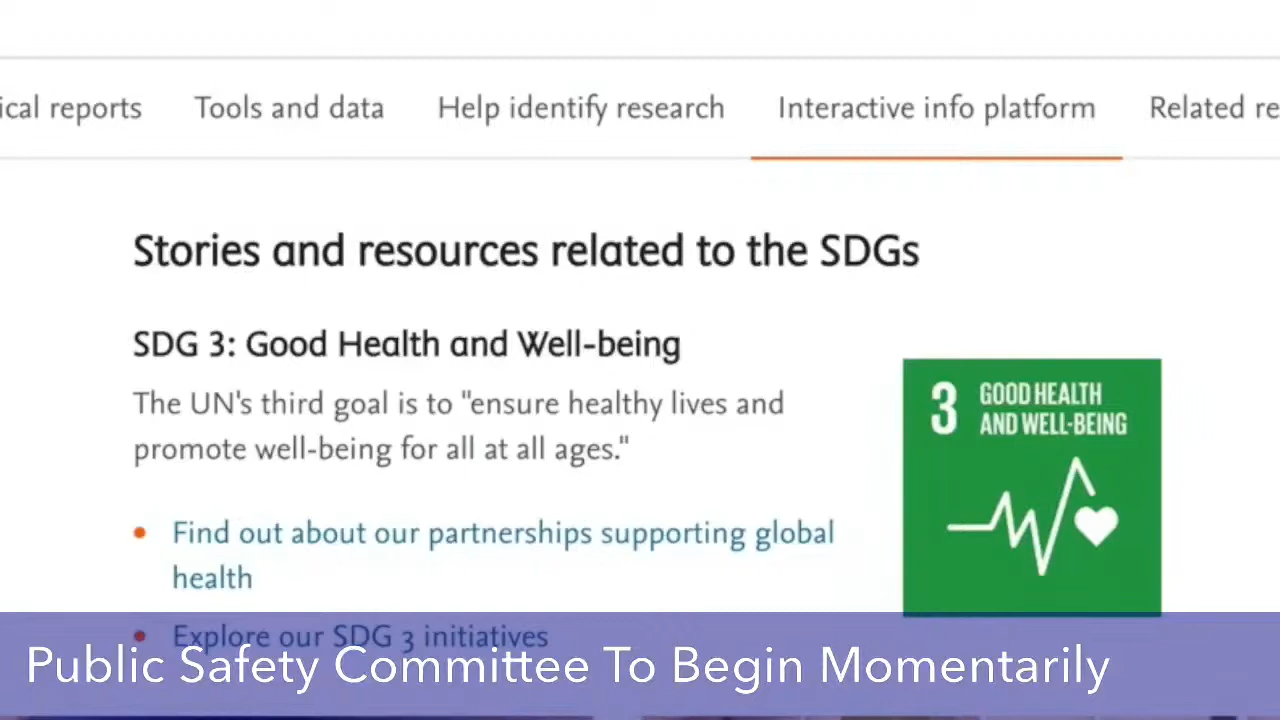 ical reports Tools and data Help identify research Interactive info platform Related re
Stories and resources related to the SDGs
SDG 3: Good Health and Well-being
The UN's third goal is to "ensure healthy lives and
promote well-being for all at all ages."
3 GOOD HEALTH
AND WELL-BEING
Find out about our partnerships supporting global
health
Explore our SDG 3 initiatives
Public Safety Committee To Begin Momentarily